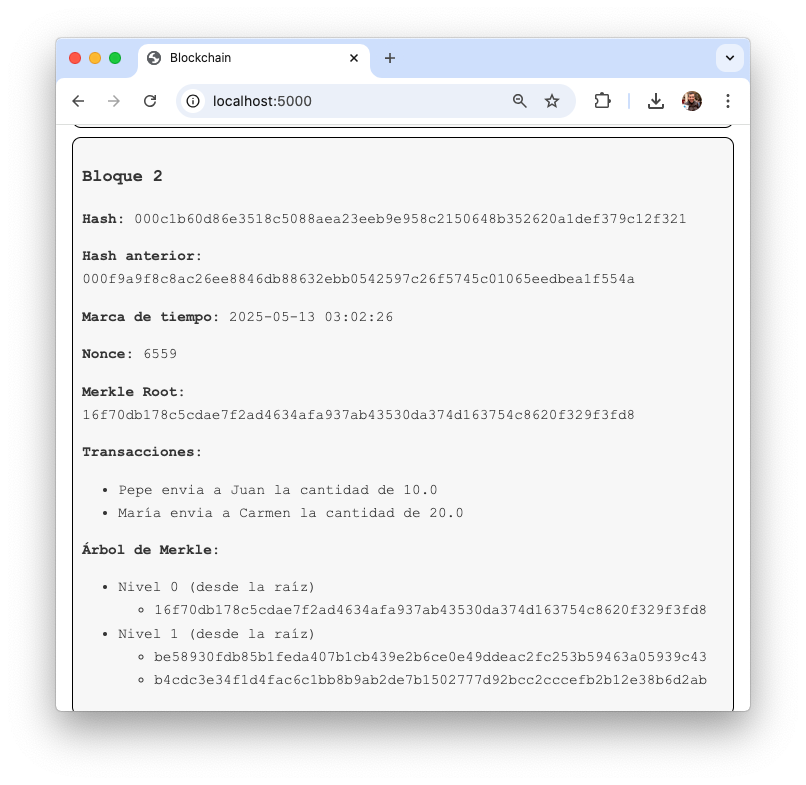 Blockchain
localhost:5000
Bloque 2
Hash: 000c1b60d86e3518c5088aea23eeb9e958c2150648b352620a1def379c12f321
Hash anterior:
000f9a9f8c8ac26ee8846db88632ebb0542597c26f5745c01065eedbea1f554a
Marca de tiempo: 2025-05-13 03:02:26
Nonce: 6559
Merkle Root:
16f70db178c5cdae7f2ad4634afa937ab43530da374d163754c8620f329f3fd8
Transacciones:
• Pepe envia a Juan la cantidad de 10.0
• María envia a Carmen la cantidad de 20.0
Árbol de Merkle:
• Nivel 0 (desde la raíz)
◦ 16f70db178c5cdae7f2ad4634afa937ab43530da374d163754c8620f329f3fd8
• Nivel 1 (desde la raíz)
◦ be58930fdb85b1feda407b1cb439e2b6ce0e49ddeac2fc253b59463a05939c43
◦ b4cdc3e34f1d4fac6c1bb8b9ab2de7b1502777d92bcc2cccefb2b12e38b6d2ab